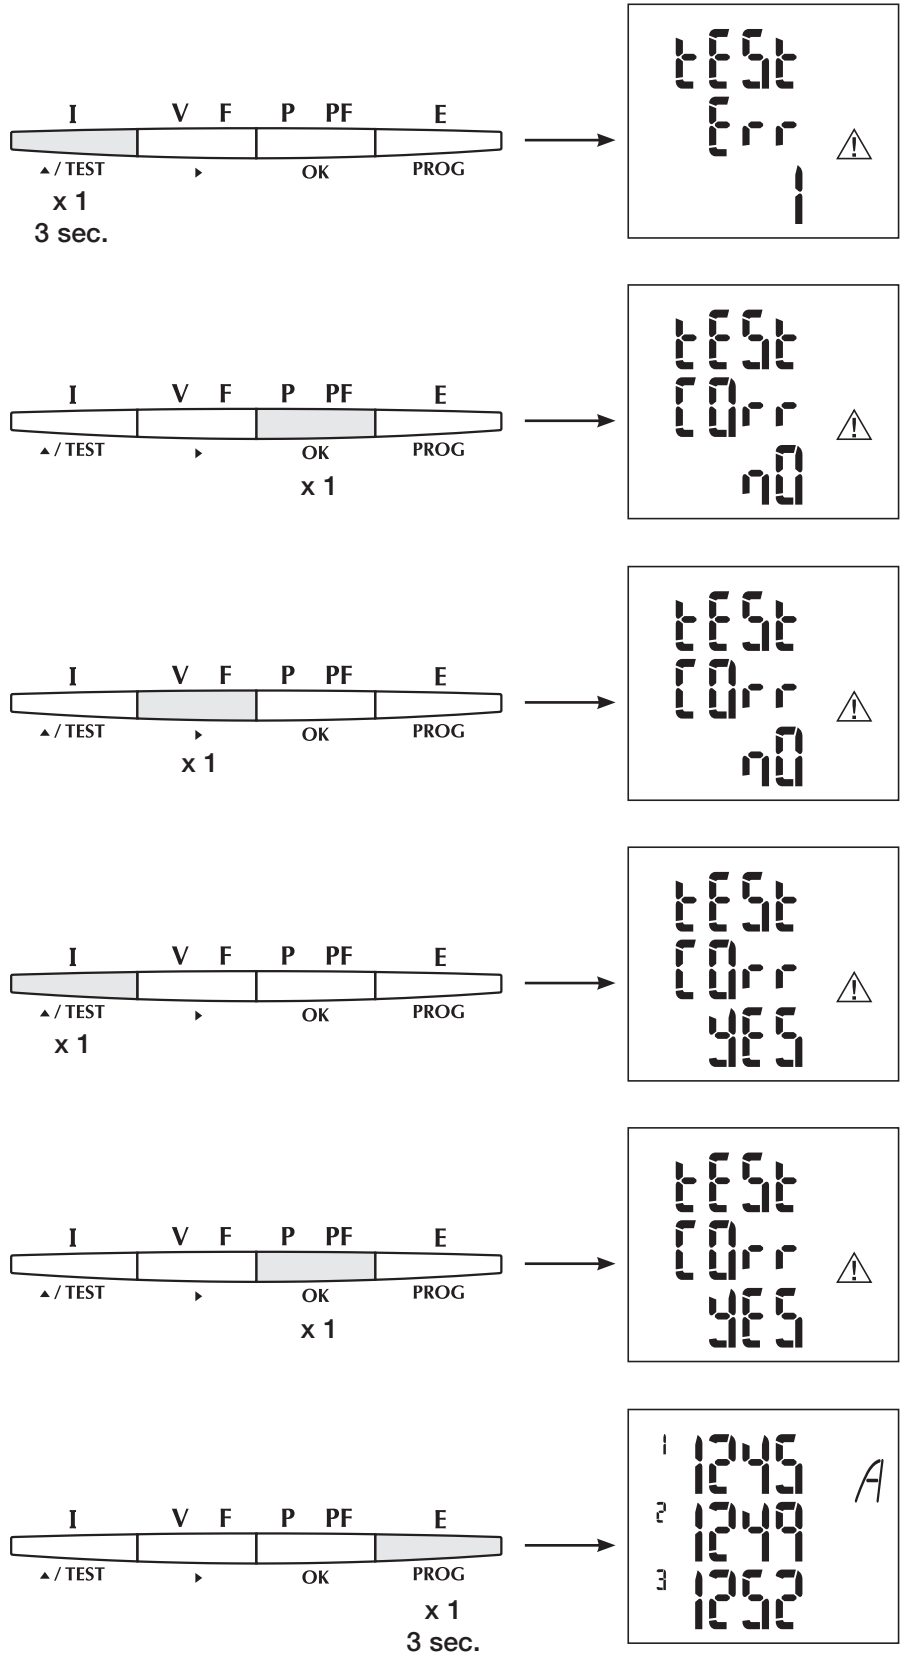 I V F P PF E
▲ / TEST ▶ OK PROG
x 1
3 sec.
tESt
Err
1
I V F P PF E
▲ / TEST ▶ OK PROG
x 1
tESt
COrr
nO
I V F P PF E
▲ / TEST ▶ OK PROG
x 1
tESt
COrr
nO
I V F P PF E
▲ / TEST ▶ OK PROG
x 1
tESt
COrr
YES
I V F P PF E
▲ / TEST ▶ OK PROG
x 1
tESt
COrr
YES
I V F P PF E
▲ / TEST ▶ OK PROG
x 1
3 sec.
1 1245 A
2 1249
3 1252